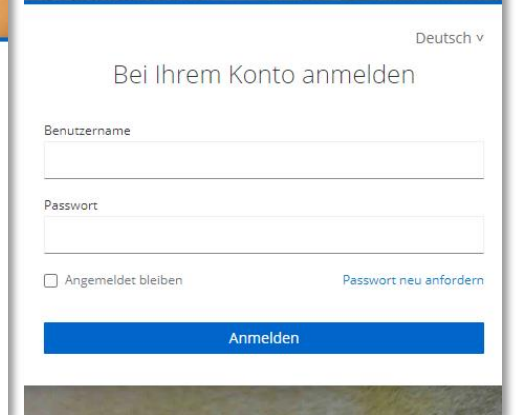 Deutsch
Bei Ihrem Konto anmelden
Benutzername
Passwort
Angemeldet bleiben
Passwort neu anfordern
Anmelden